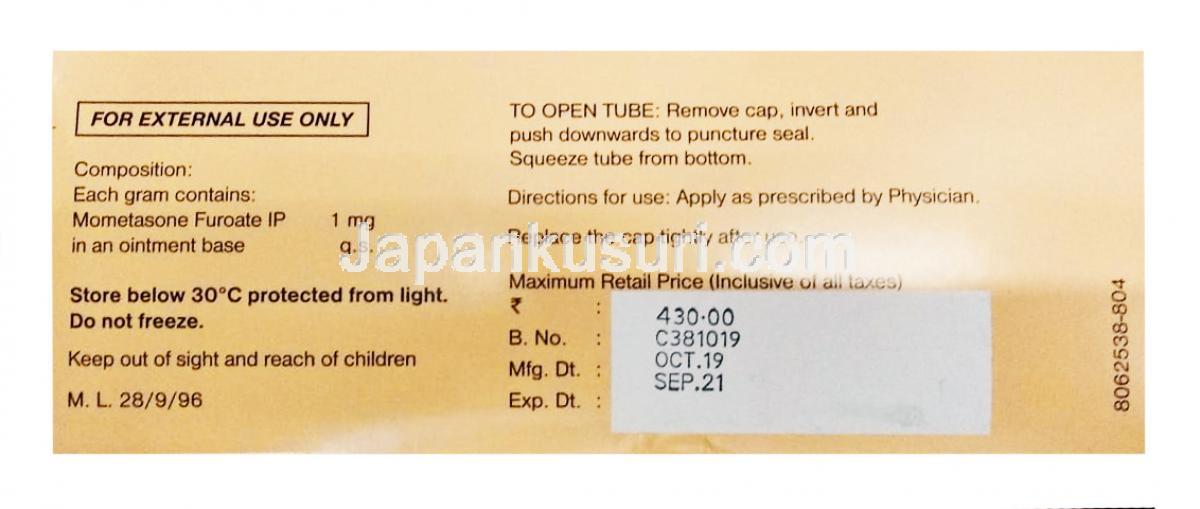 FOR EXTERNAL USE ONLY
Composition:
Each gram contains:
Mometasone Furoate IP 1 mg
in an ointment base q.s.
Store below 30°C protected from light.
Do not freeze.
Keep out of sight and reach of children
M. L. 28/9/96
TO OPEN TUBE: Remove cap, invert and
push downwards to puncture seal.
Squeeze tube from bottom.
Directions for use: Apply as prescribed by Physician.
Replace the cap tightly after use.
Japankusuri.com
Maximum Retail Price (Inclusive of all taxes)
₹ : 430.00
B. No. : C381019
Mfg. Dt. : OCT.19
Exp. Dt. : SEP.21
8062538-804